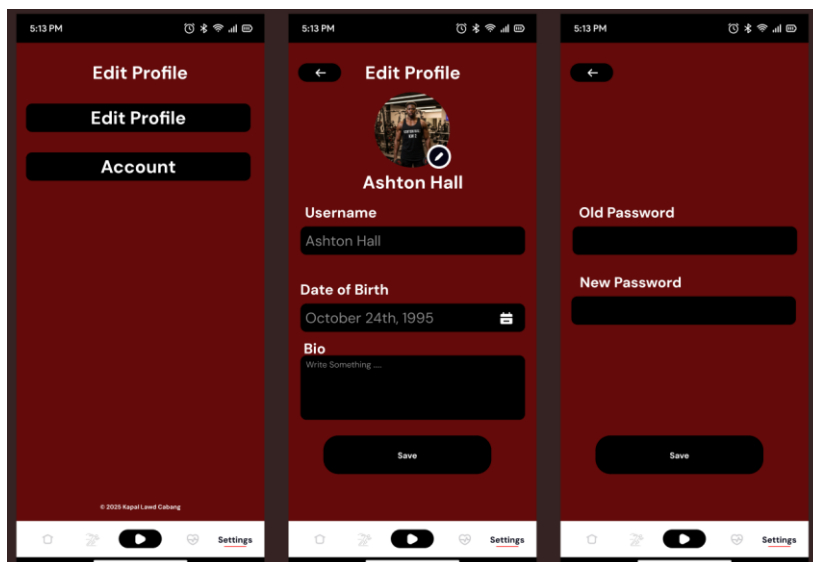 5:13 PM
Edit Profile
Edit Profile
Account
© 2025 Kapal Lawd Cabang
Settings
5:13 PM
Edit Profile
Ashton Hall
Username
Ashton Hall
Date of Birth
October 24th, 1995
Bio
Write Something ....
Save
Settings
5:13 PM
Old Password
New Password
Save
Settings